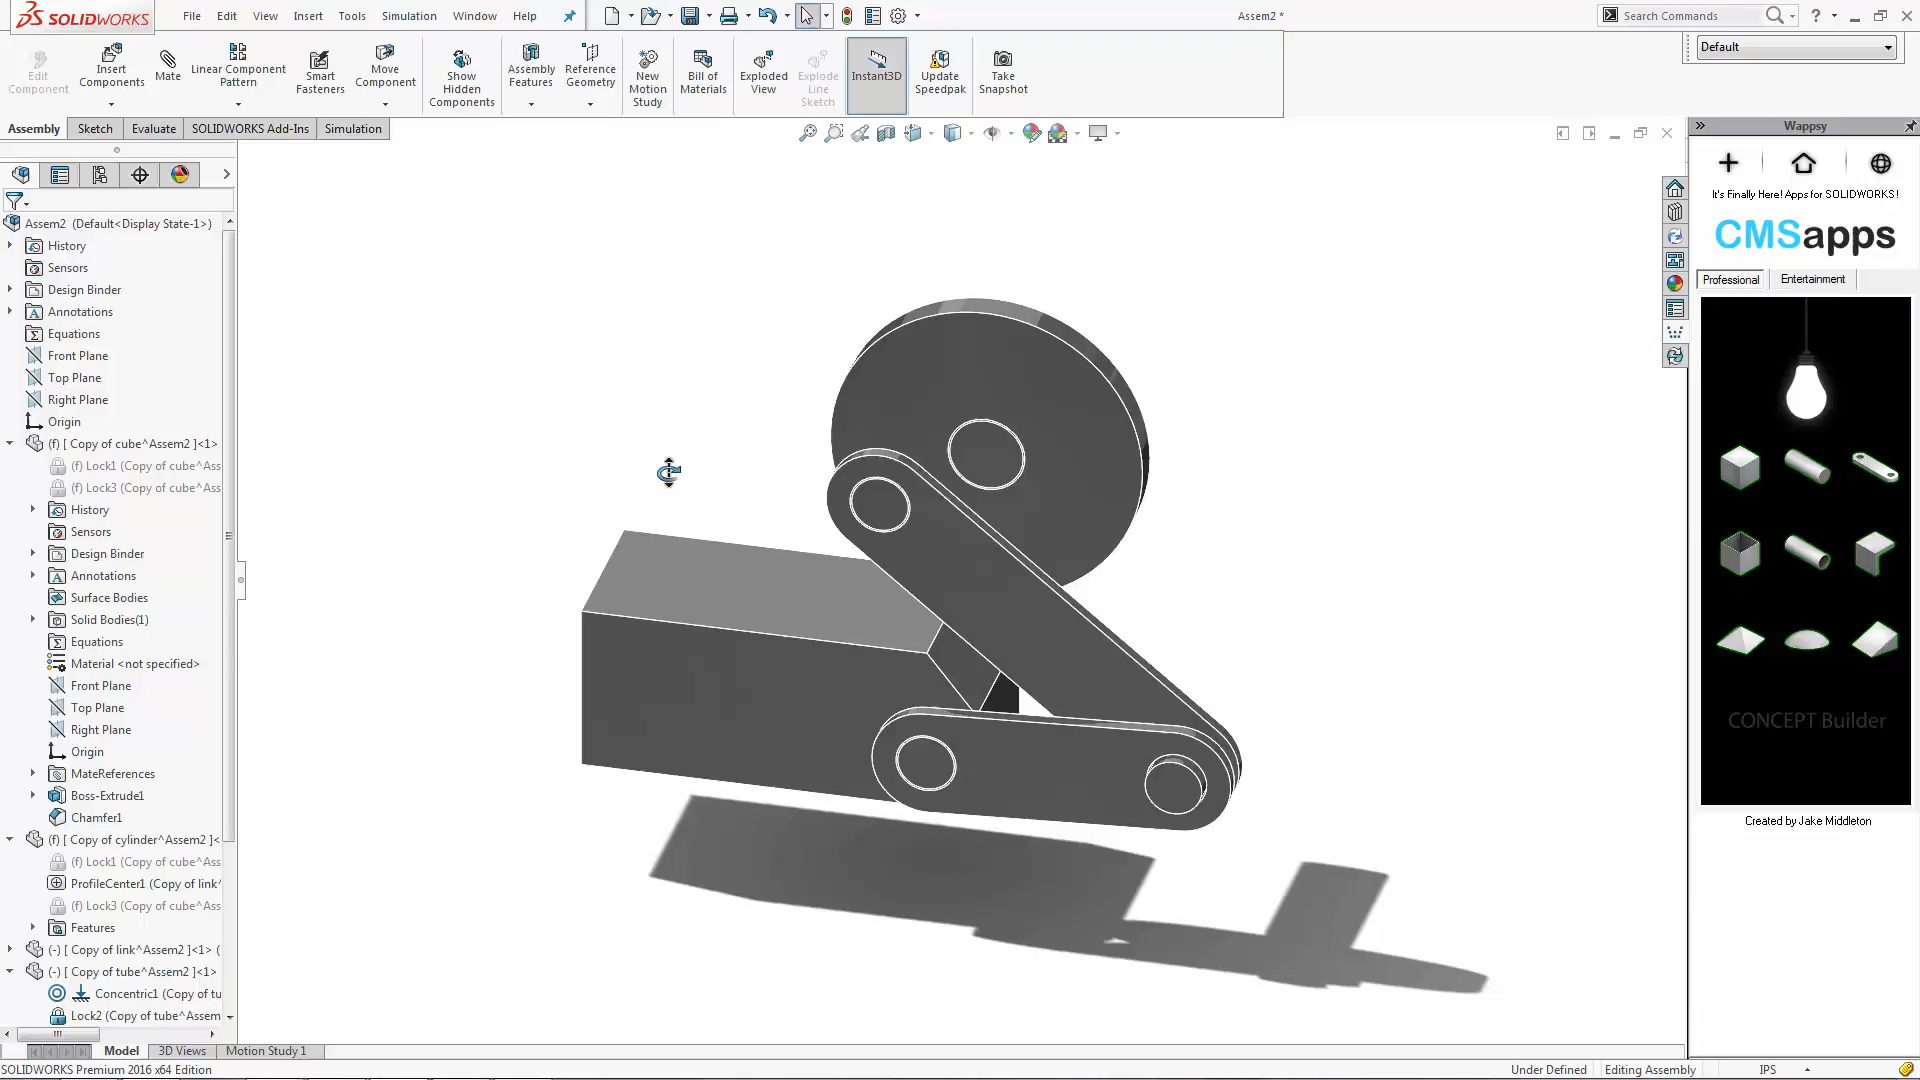 SOLIDWORKS
File Edit View Insert Tools Simulation Window Help
Assem2 *
Search Commands
?
Edit Component
Insert Components
Mate
Linear Component Pattern
Smart Fasteners
Move Component
Show Hidden Components
Assembly Features
Reference Geometry
New Motion Study
Bill of Materials
Exploded View
Explode Line Sketch
Instant3D
Update Speedpak
Take Snapshot
Default
Assembly Sketch Evaluate SOLIDWORKS Add-Ins Simulation
Assem2 (Default<Display State-1>)
History
Sensors
Design Binder
Annotations
Equations
Front Plane
Top Plane
Right Plane
Origin
(f) [ Copy of cube^Assem2 ]<1>
(f) Lock1 (Copy of cube^Ass
(f) Lock3 (Copy of cube^Ass
History
Sensors
Design Binder
Annotations
Surface Bodies
Solid Bodies(1)
Equations
Material <not specified>
Front Plane
Top Plane
Right Plane
Origin
MateReferences
Boss-Extrude1
Chamfer1
(f) [ Copy of cylinder^Assem2 ]<
(f) Lock1 (Copy of cube^Ass
ProfileCenter1 (Copy of link^
(f) Lock3 (Copy of cube^Ass
Features
(-) [ Copy of link^Assem2 ]<1> (
(-) [ Copy of tube^Assem2 ]<1>
Concentric1 (Copy of tu
Lock2 (Copy of tube^Assem
Model 3D Views Motion Study 1
SOLIDWORKS Premium 2016 x64 Edition
Under Defined Editing Assembly IPS
Wappsy
It's Finally Here! Apps for SOLIDWORKS!
CMSapps
Professional Entertainment
CONCEPT Builder
Created by Jake Middleton